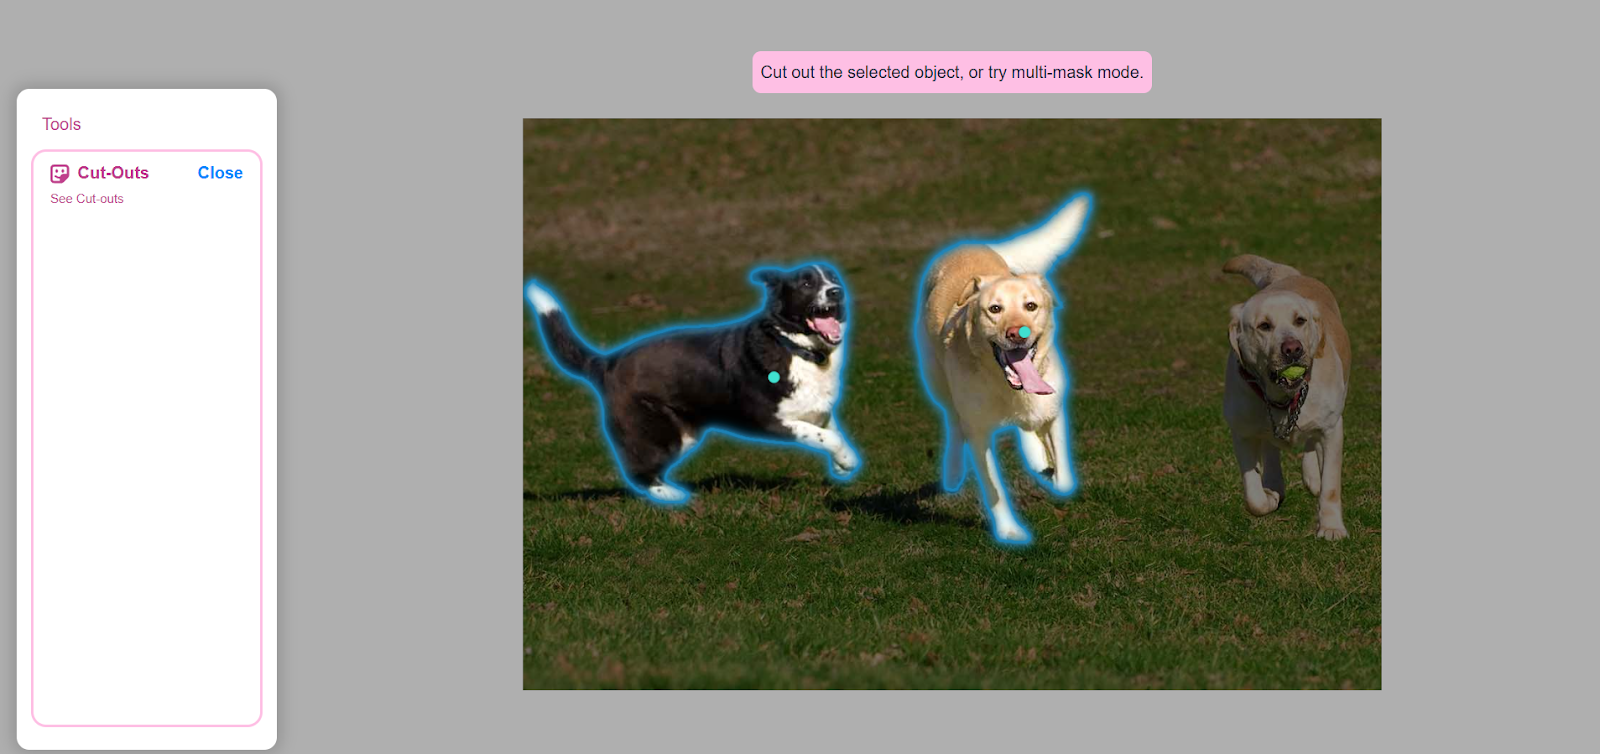 Cut out the selected object, or try multi-mask mode.
Tools
Cut-Outs Close
See Cut-outs